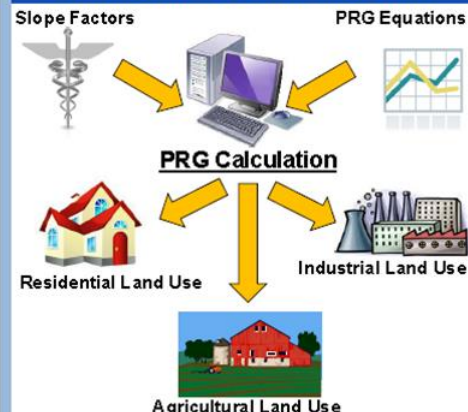 Slope Factors
PRG Equations
PRG Calculation
Residential Land Use
Industrial Land Use
Agricultural Land Use